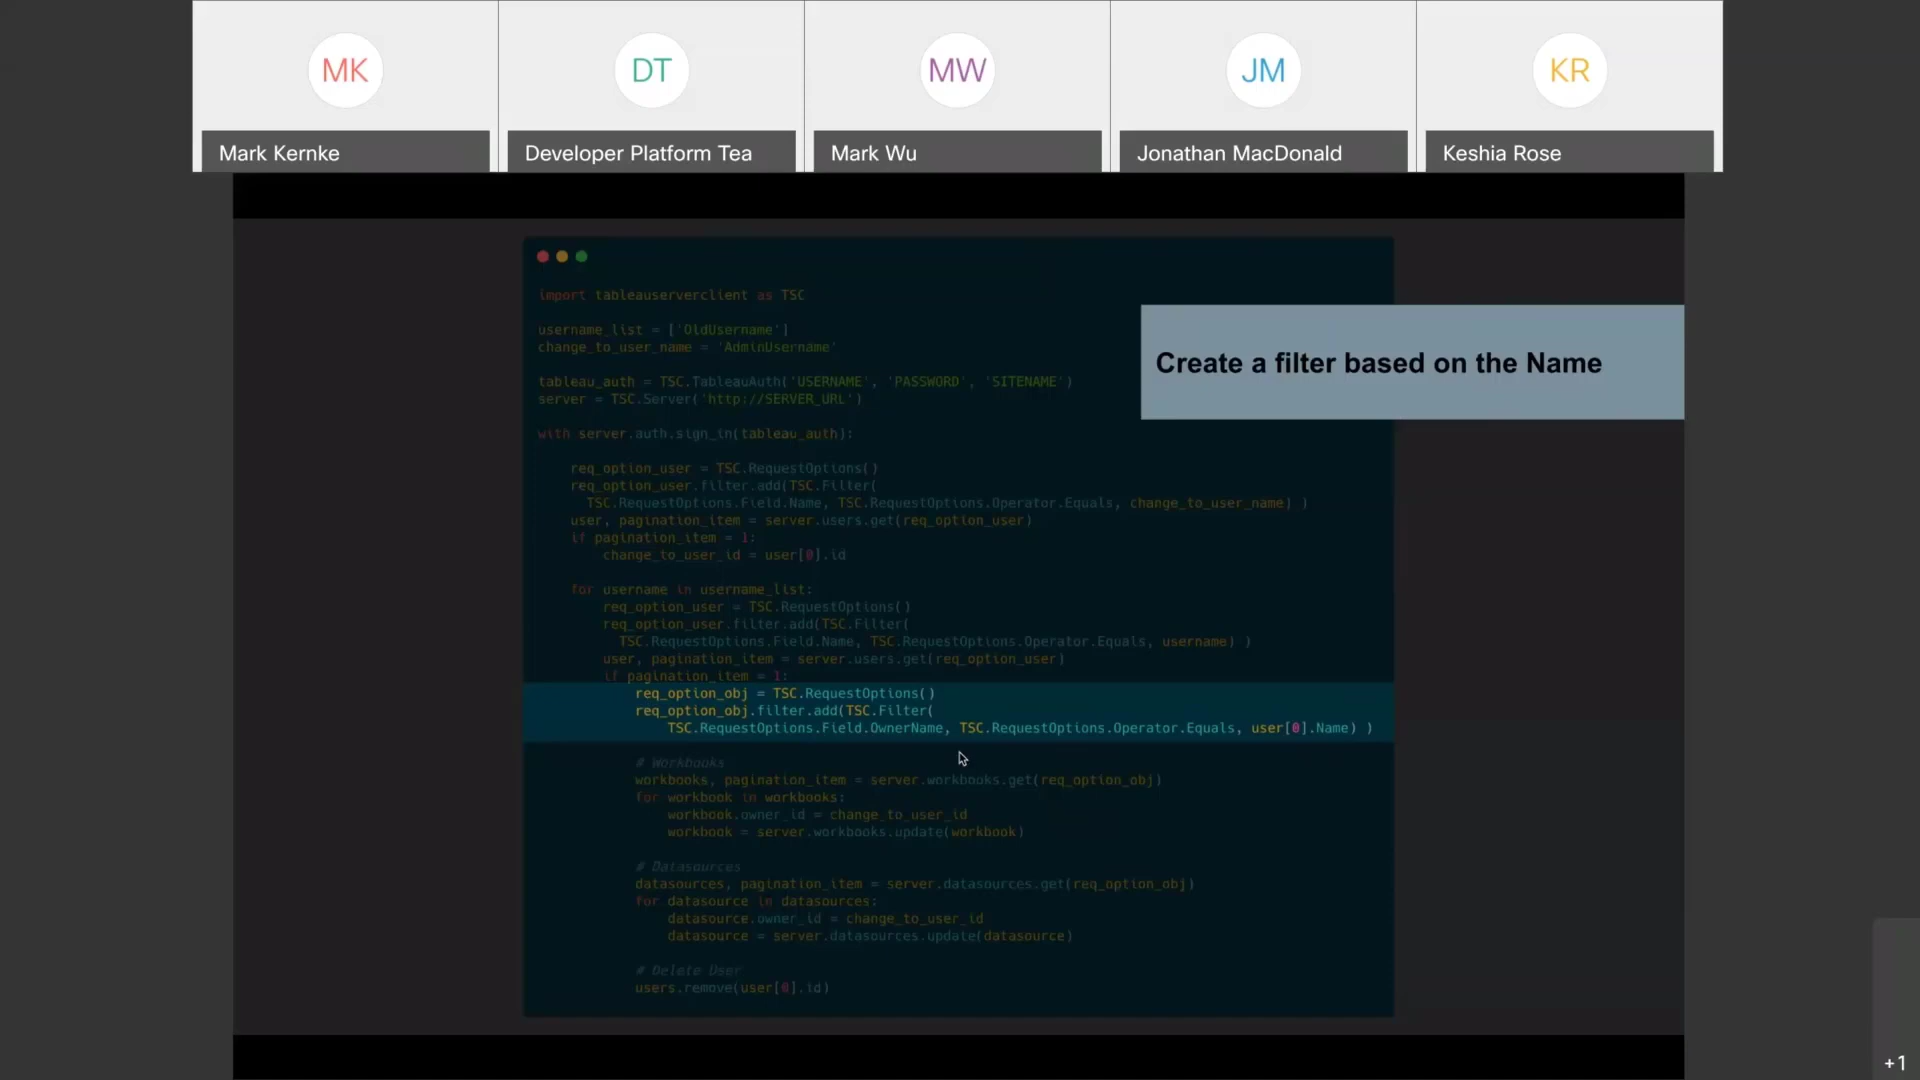 MK
DT
MW
JM
KR
Mark Kernke
Developer Platform Tea
Mark Wu
Jonathan MacDonald
Keshia Rose
import tableauserverclient as TSC
username_list = ['OldUsername']
change_to_user_name = 'AdminUsername'
tableau_auth = TSC.TableauAuth('USERNAME', 'PASSWORD', 'SITENAME')
server = TSC.Server('http://SERVER_URL')
Create a filter based on the Name
with server.auth.sign_in(tableau_auth):
req_option_user = TSC.RequestOptions()
req_option_user.filter.add(TSC.Filter(
TSC.RequestOptions.Field.Name, TSC.RequestOptions.Operator.Equals, change_to_user_name) )
user, pagination_item = server.users.get(req_option_user)
if pagination_item = 1:
change_to_user_id = user[0].id
for username in username_list:
req_option_user = TSC.RequestOptions()
req_option_user.filter.add(TSC.Filter(
TSC.RequestOptions.Field.Name, TSC.RequestOptions.Operator.Equals, username) )
user, pagination_item = server.users.get(req_option_user)
if pagination_item = 1:
req_option_obj = TSC.RequestOptions()
req_option_obj.filter.add(TSC.Filter(
TSC.RequestOptions.Field.OwnerName, TSC.RequestOptions.Operator.Equals, user[0].Name) )
# Workbooks
workbooks, pagination_item = server.workbooks.get(req_option_obj)
for workbook in workbooks:
workbook.owner_id = change_to_user_id
workbook = server.workbooks.update(workbook)
# Datasources
datasources, pagination_item = server.datasources.get(req_option_obj)
for datasource in datasources:
datasource.owner_id = change_to_user_id
datasource = server.datasources.update(datasource)
# Delete User
users.remove(user[0].id)
+1